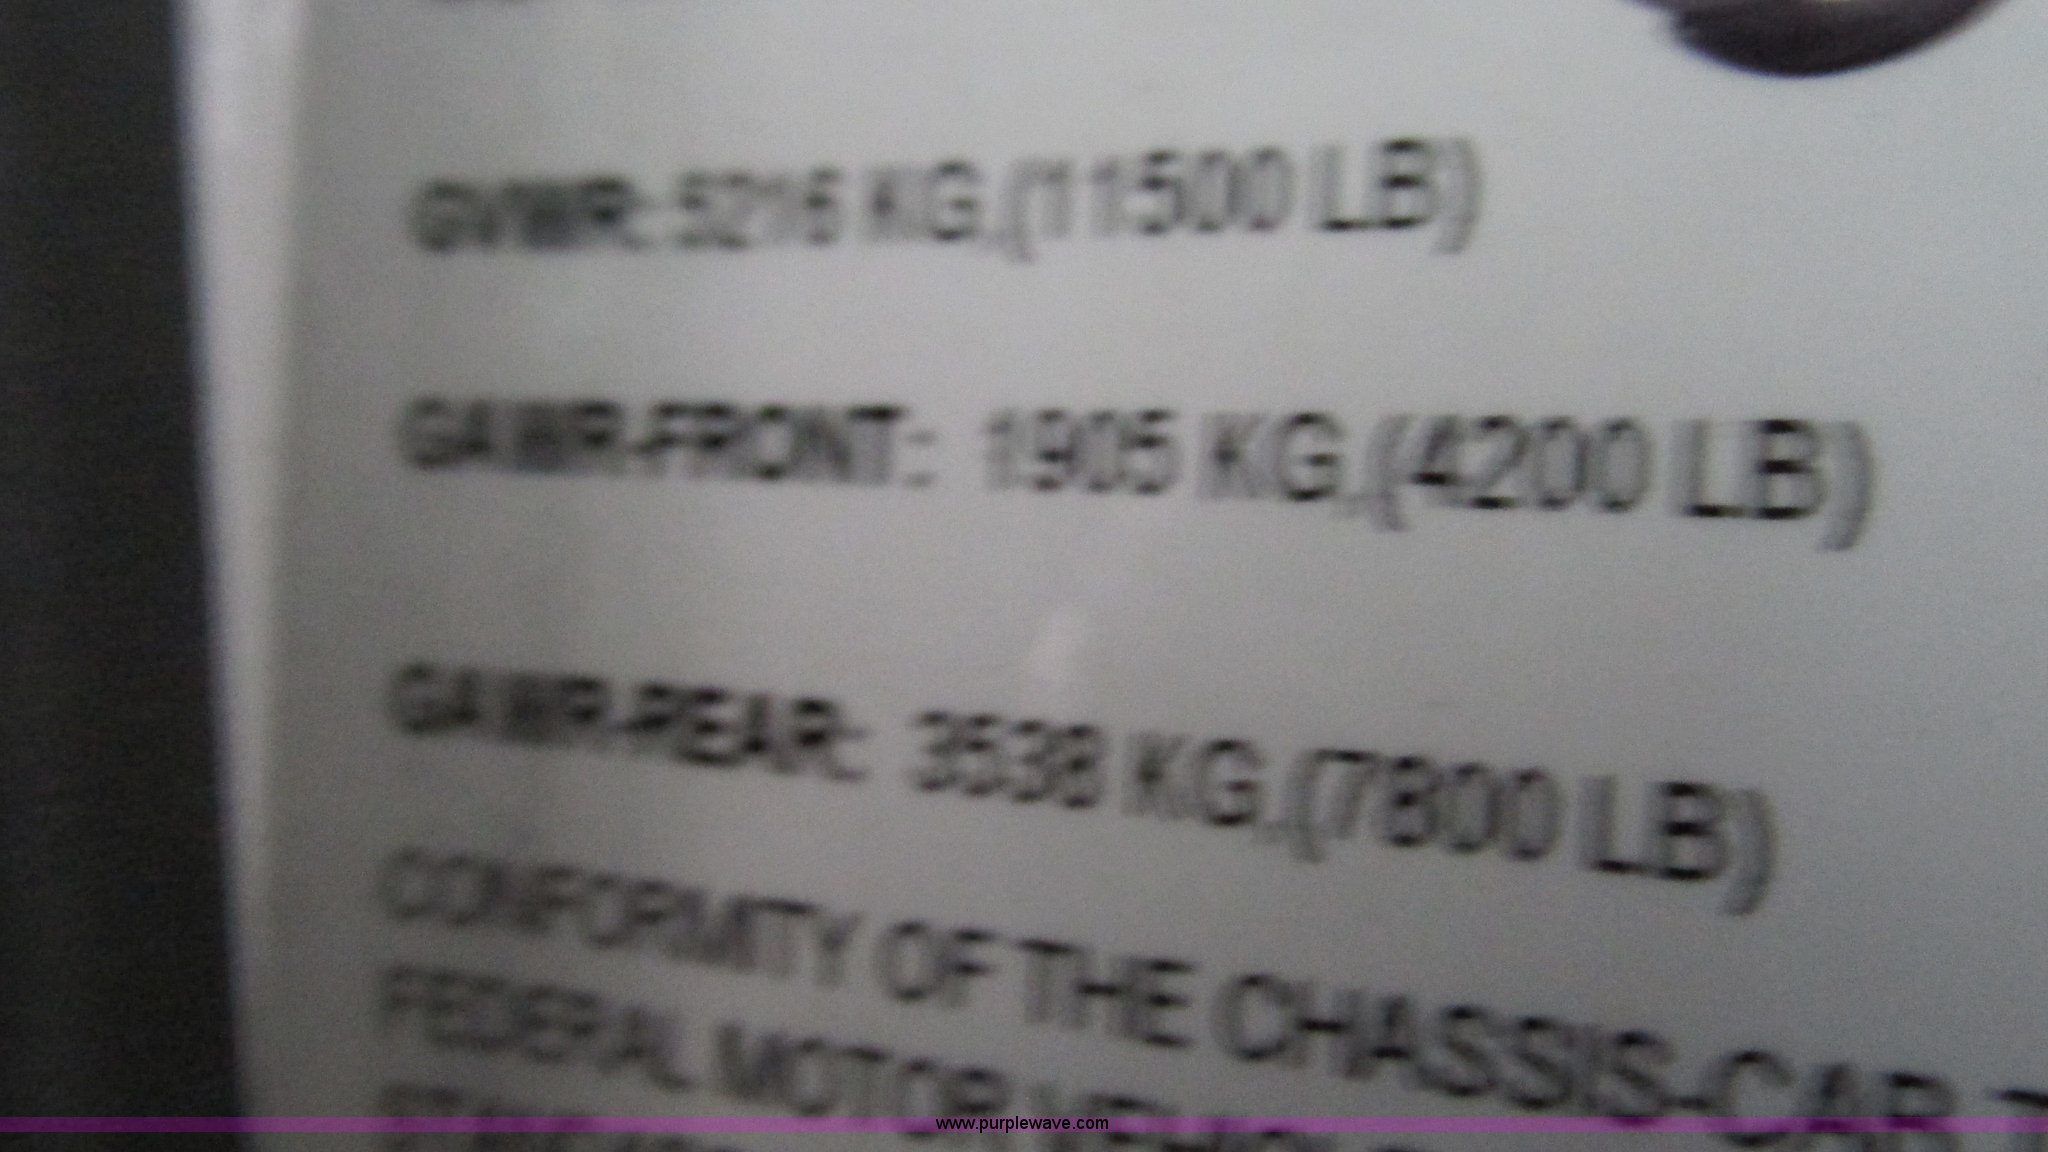 GVWR: 5216 KG.(11500 LB)
GAWR-FRONT: 1905 KG.(4200 LB)
GAWR-REAR: 3538 KG.(7800 LB)
CONFORMITY OF THE CHASSIS-CAB
FEDERAL MOTOR VEHICLE
www.purplewave.com